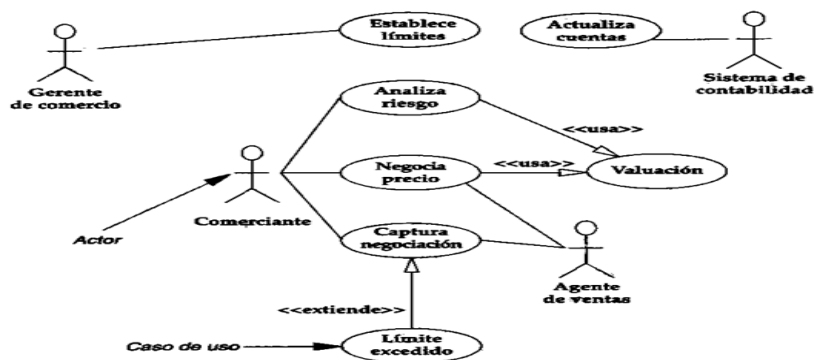 Establece
límites
Actualiza
cuentas
Gerente
de comercio
Sistema de
contabilidad
Analiza
riesgo
<<usa>>
Negocia
precio
<<usa>>
Valuación
Comerciante
Actor
Captura
negociación
Agente
de ventas
<<extiende>>
Caso de uso
Límite
excedido